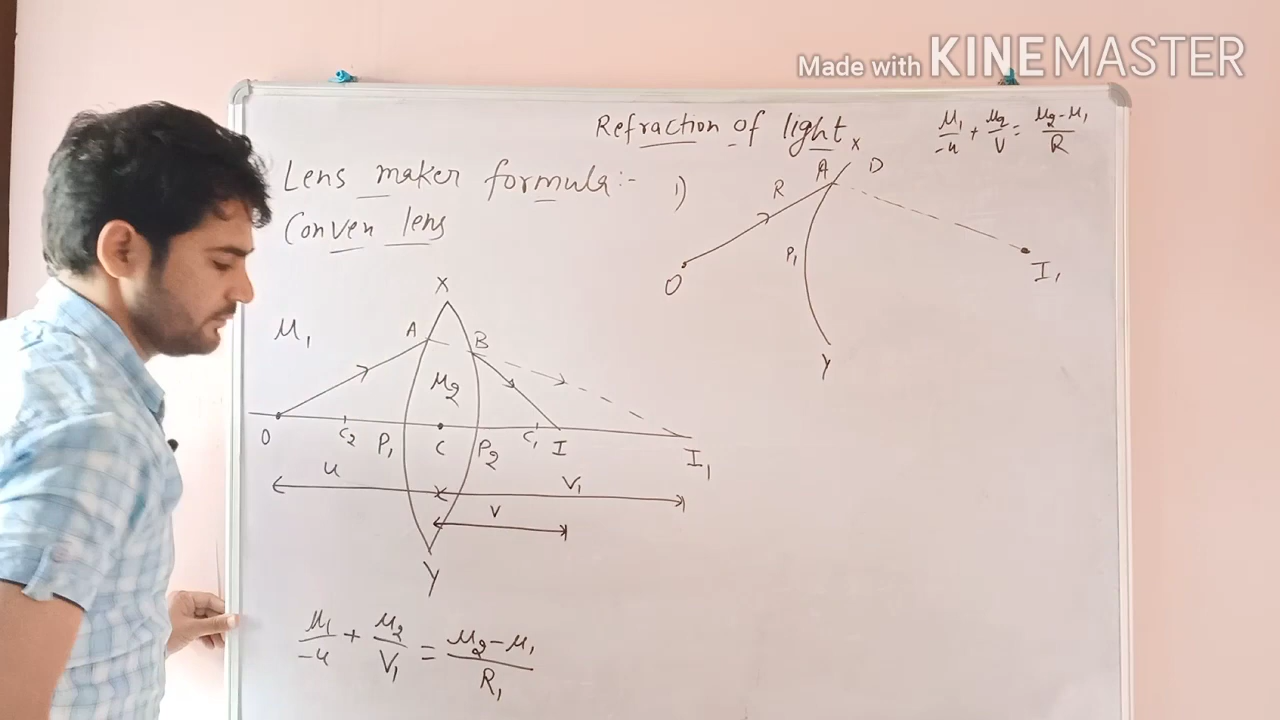 Made with KINEMASTER
Refraction of light
μ₁/-u + μ₂/v = μ₂-μ₁/R
Lens maker formula:-
Conven lens
1)
X
D
A
R
P₁
O
I₁
Y
X
μ₁
A
B
μ₂
O
C₂
P₁
C
P₂
C₁
I
I₁
u
V₁
v
Y
μ₁/-u + μ₂/V₁ = μ₂-μ₁/R₁